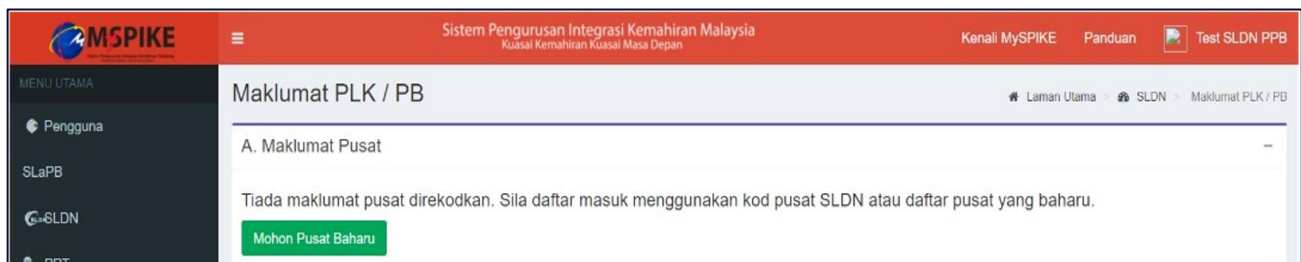 MySPIKE
Sistem Pengurusan Integrasi Kemahiran Malaysia
Kuasai Kemahiran Kuasai Masa Depan
Kenali MySPIKE
Panduan
Test SLDN PPB
MENU UTAMA
Maklumat PLK / PB
Laman Utama > SLDN > Maklumat PLK / PB
Pengguna
A. Maklumat Pusat
SLaPB
Tiada maklumat pusat direkodkan. Sila daftar masuk menggunakan kod pusat SLDN atau daftar pusat yang baharu.
SLDN
Mohon Pusat Baharu